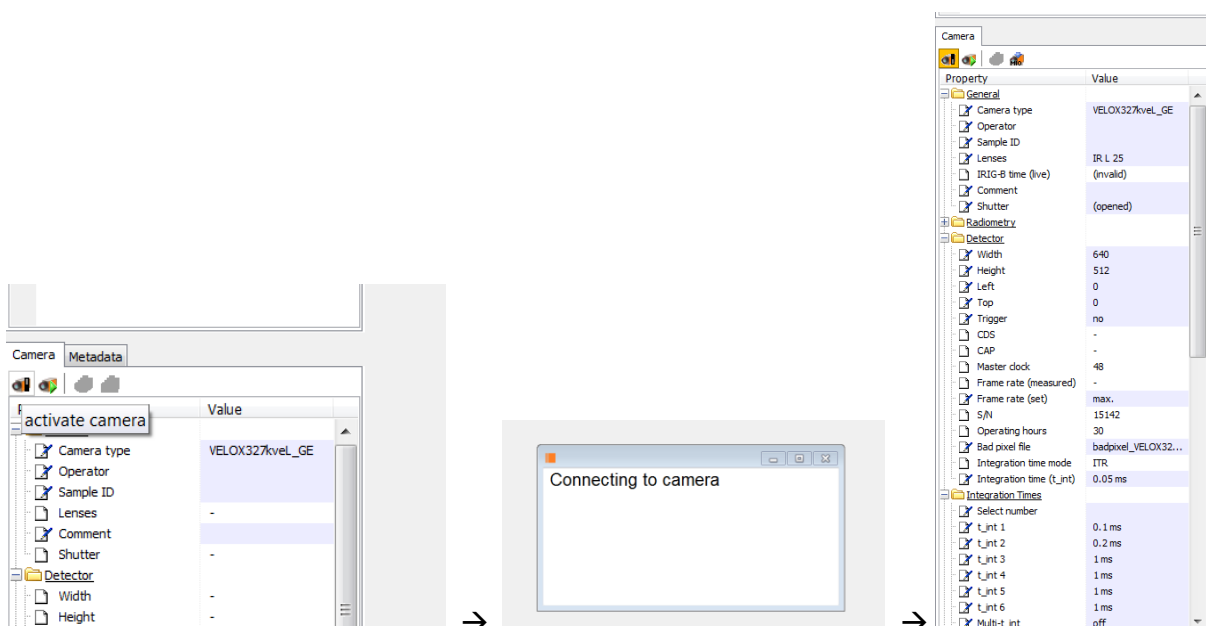 Camera Metadata
Value
activate camera
Camera type VELOX327kveL_GE
Operator
Sample ID
Lenses -
Comment
Shutter -
Detector
Width -
Height -
→
Connecting to camera
→
Camera
Property Value
General
Camera type VELOX327kveL_GE
Operator
Sample ID
Lenses IR L 25
IRIG-B time (live) (invalid)
Comment
Shutter (opened)
Radiometry
Detector
Width 640
Height 512
Left 0
Top 0
Trigger no
CDS -
CAP -
Master clock 48
Frame rate (measured) -
Frame rate (set) max.
S/N 15142
Operating hours 30
Bad pixel file badpixel_VELOX32...
Integration time mode ITR
Integration time (t_int) 0.05 ms
Integration Times
Select number
t_int 1 0.1 ms
t_int 2 0.2 ms
t_int 3 1 ms
t_int 4 1 ms
t_int 5 1 ms
t_int 6 1 ms
Multi-t_int off